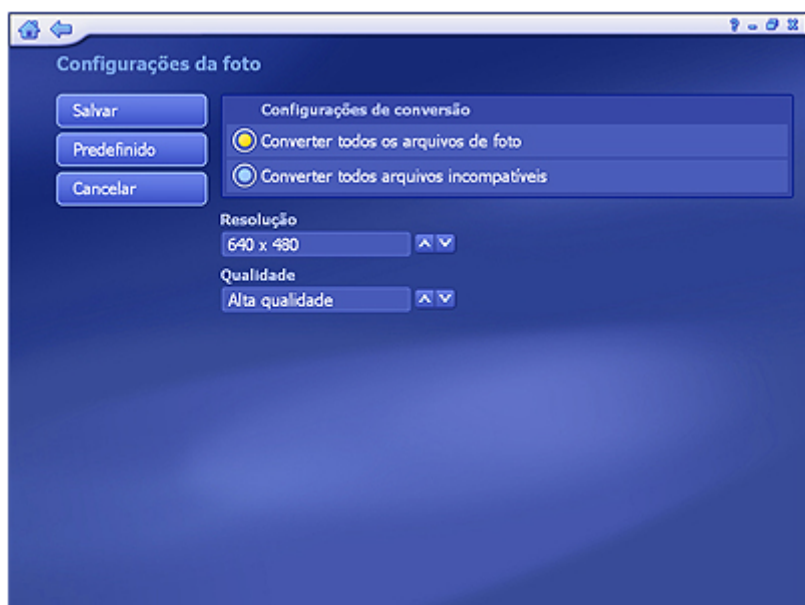 Configurações da foto
Salvar
Predefinido
Cancelar
Configurações de conversão
Converter todos os arquivos de foto
Converter todos arquivos incompatíveis
Resolução
640 x 480
Qualidade
Alta qualidade